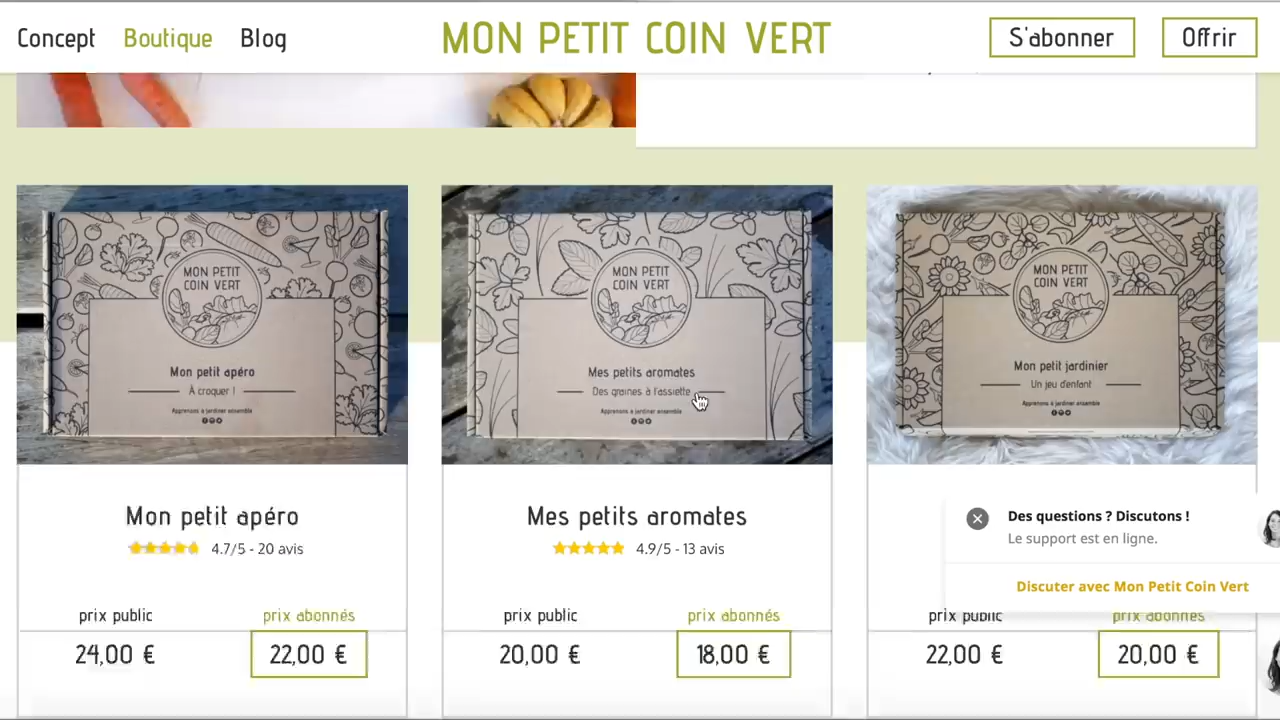 Concept
Boutique
Blog
MON PETIT COIN VERT
S'abonner
Offrir
MON PETIT
COIN VERT
Mon petit apéro
À croquer !
Apprenons à jardiner ensemble
MON PETIT
COIN VERT
Mes petits aromates
Des graines à l'assiette
Apprenons à jardiner ensemble
MON PETIT
COIN VERT
Mon petit jardinier
Un jeu d'enfant
Apprenons à jardiner ensemble
Mon petit apéro
4.7/5 - 20 avis
prix public
prix abonnés
24,00 €
22,00 €
Mes petits aromates
4.9/5 - 13 avis
prix public
prix abonnés
20,00 €
18,00 €
Des questions ? Discutons !
Le support est en ligne.
Discuter avec Mon Petit Coin Vert
prix public
prix abonnés
22,00 €
20,00 €